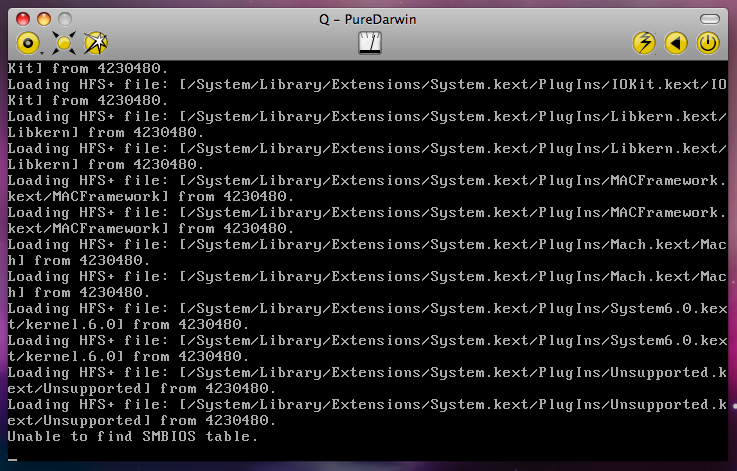 Q – PureDarwin
Kit] from 4230480.
Loading HFS+ file: [/System/Library/Extensions/System.kext/PlugIns/IOKit.kext/IO
Kit] from 4230480.
Loading HFS+ file: [/System/Library/Extensions/System.kext/PlugIns/Libkern.kext/
Libkern] from 4230480.
Loading HFS+ file: [/System/Library/Extensions/System.kext/PlugIns/Libkern.kext/
Libkern] from 4230480.
Loading HFS+ file: [/System/Library/Extensions/System.kext/PlugIns/MACFramework.
kext/MACFramework] from 4230480.
Loading HFS+ file: [/System/Library/Extensions/System.kext/PlugIns/MACFramework.
kext/MACFramework] from 4230480.
Loading HFS+ file: [/System/Library/Extensions/System.kext/PlugIns/Mach.kext/Mac
h] from 4230480.
Loading HFS+ file: [/System/Library/Extensions/System.kext/PlugIns/Mach.kext/Mac
h] from 4230480.
Loading HFS+ file: [/System/Library/Extensions/System.kext/PlugIns/System6.0.kex
t/kernel.6.0] from 4230480.
Loading HFS+ file: [/System/Library/Extensions/System.kext/PlugIns/System6.0.kex
t/kernel.6.0] from 4230480.
Loading HFS+ file: [/System/Library/Extensions/System.kext/PlugIns/Unsupported.k
ext/Unsupported] from 4230480.
Loading HFS+ file: [/System/Library/Extensions/System.kext/PlugIns/Unsupported.k
ext/Unsupported] from 4230480.
Unable to find SMBIOS table.